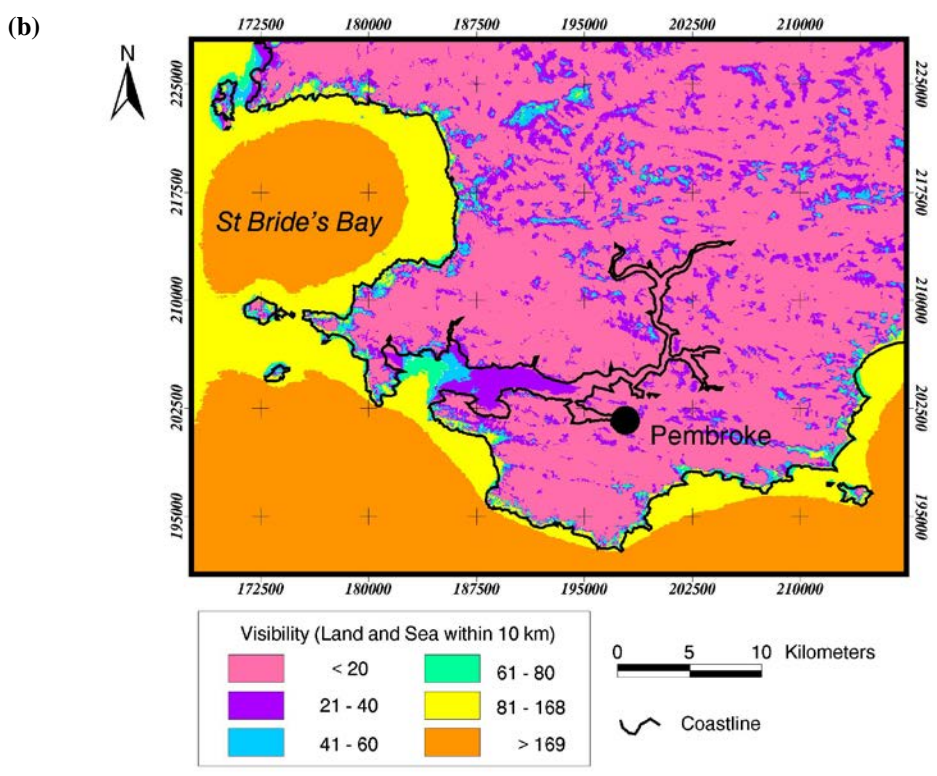 (b)
N
172500 180000 187500 195000 202500 210000
225000 225000
217500 217500
St Bride's Bay
210000 210000
202500 202500
Pembroke
195000 195000
172500 180000 187500 195000 202500 210000
Visibility (Land and Sea within 10 km)
< 20 61 - 80
21 - 40 81 - 168
41 - 60 > 169
0 5 10 Kilometers
Coastline